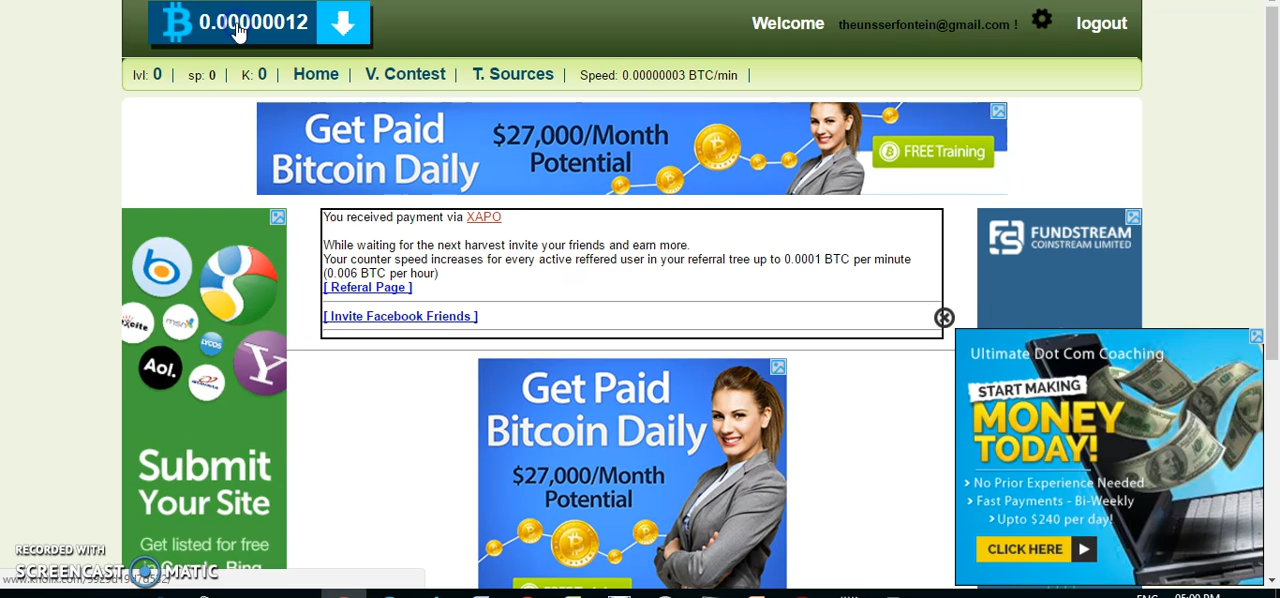 0.00000012
Welcome theunsserfontein@gmail.com ! logout
lvl: 0 | sp: 0 | K: 0 | Home | V. Contest | T. Sources | Speed: 0.00000003 BTC/min |
Get Paid
Bitcoin Daily
$27,000/Month
Potential
FREE Training
You received payment via XAPO
While waiting for the next harvest invite your friends and earn more.
Your counter speed increases for every active reffered user in your referral tree up to 0.0001 BTC per minute
(0.006 BTC per hour)
[ Referal Page ]
[ Invite Facebook Friends ]
FUNDSTREAM
COINSTREAM LIMITED
msn
LYCOS
Aol.
Submit
Your Site
Get listed for free
Get Paid
Bitcoin Daily
$27,000/Month
Potential
Ultimate Dot Com Coaching
START MAKING
MONEY
TODAY!
> No Prior Experience Needed
> Fast Payments - Bi-Weekly
> Upto $240 per day!
CLICK HERE
RECORDED WITH
SCREENCAST MATIC